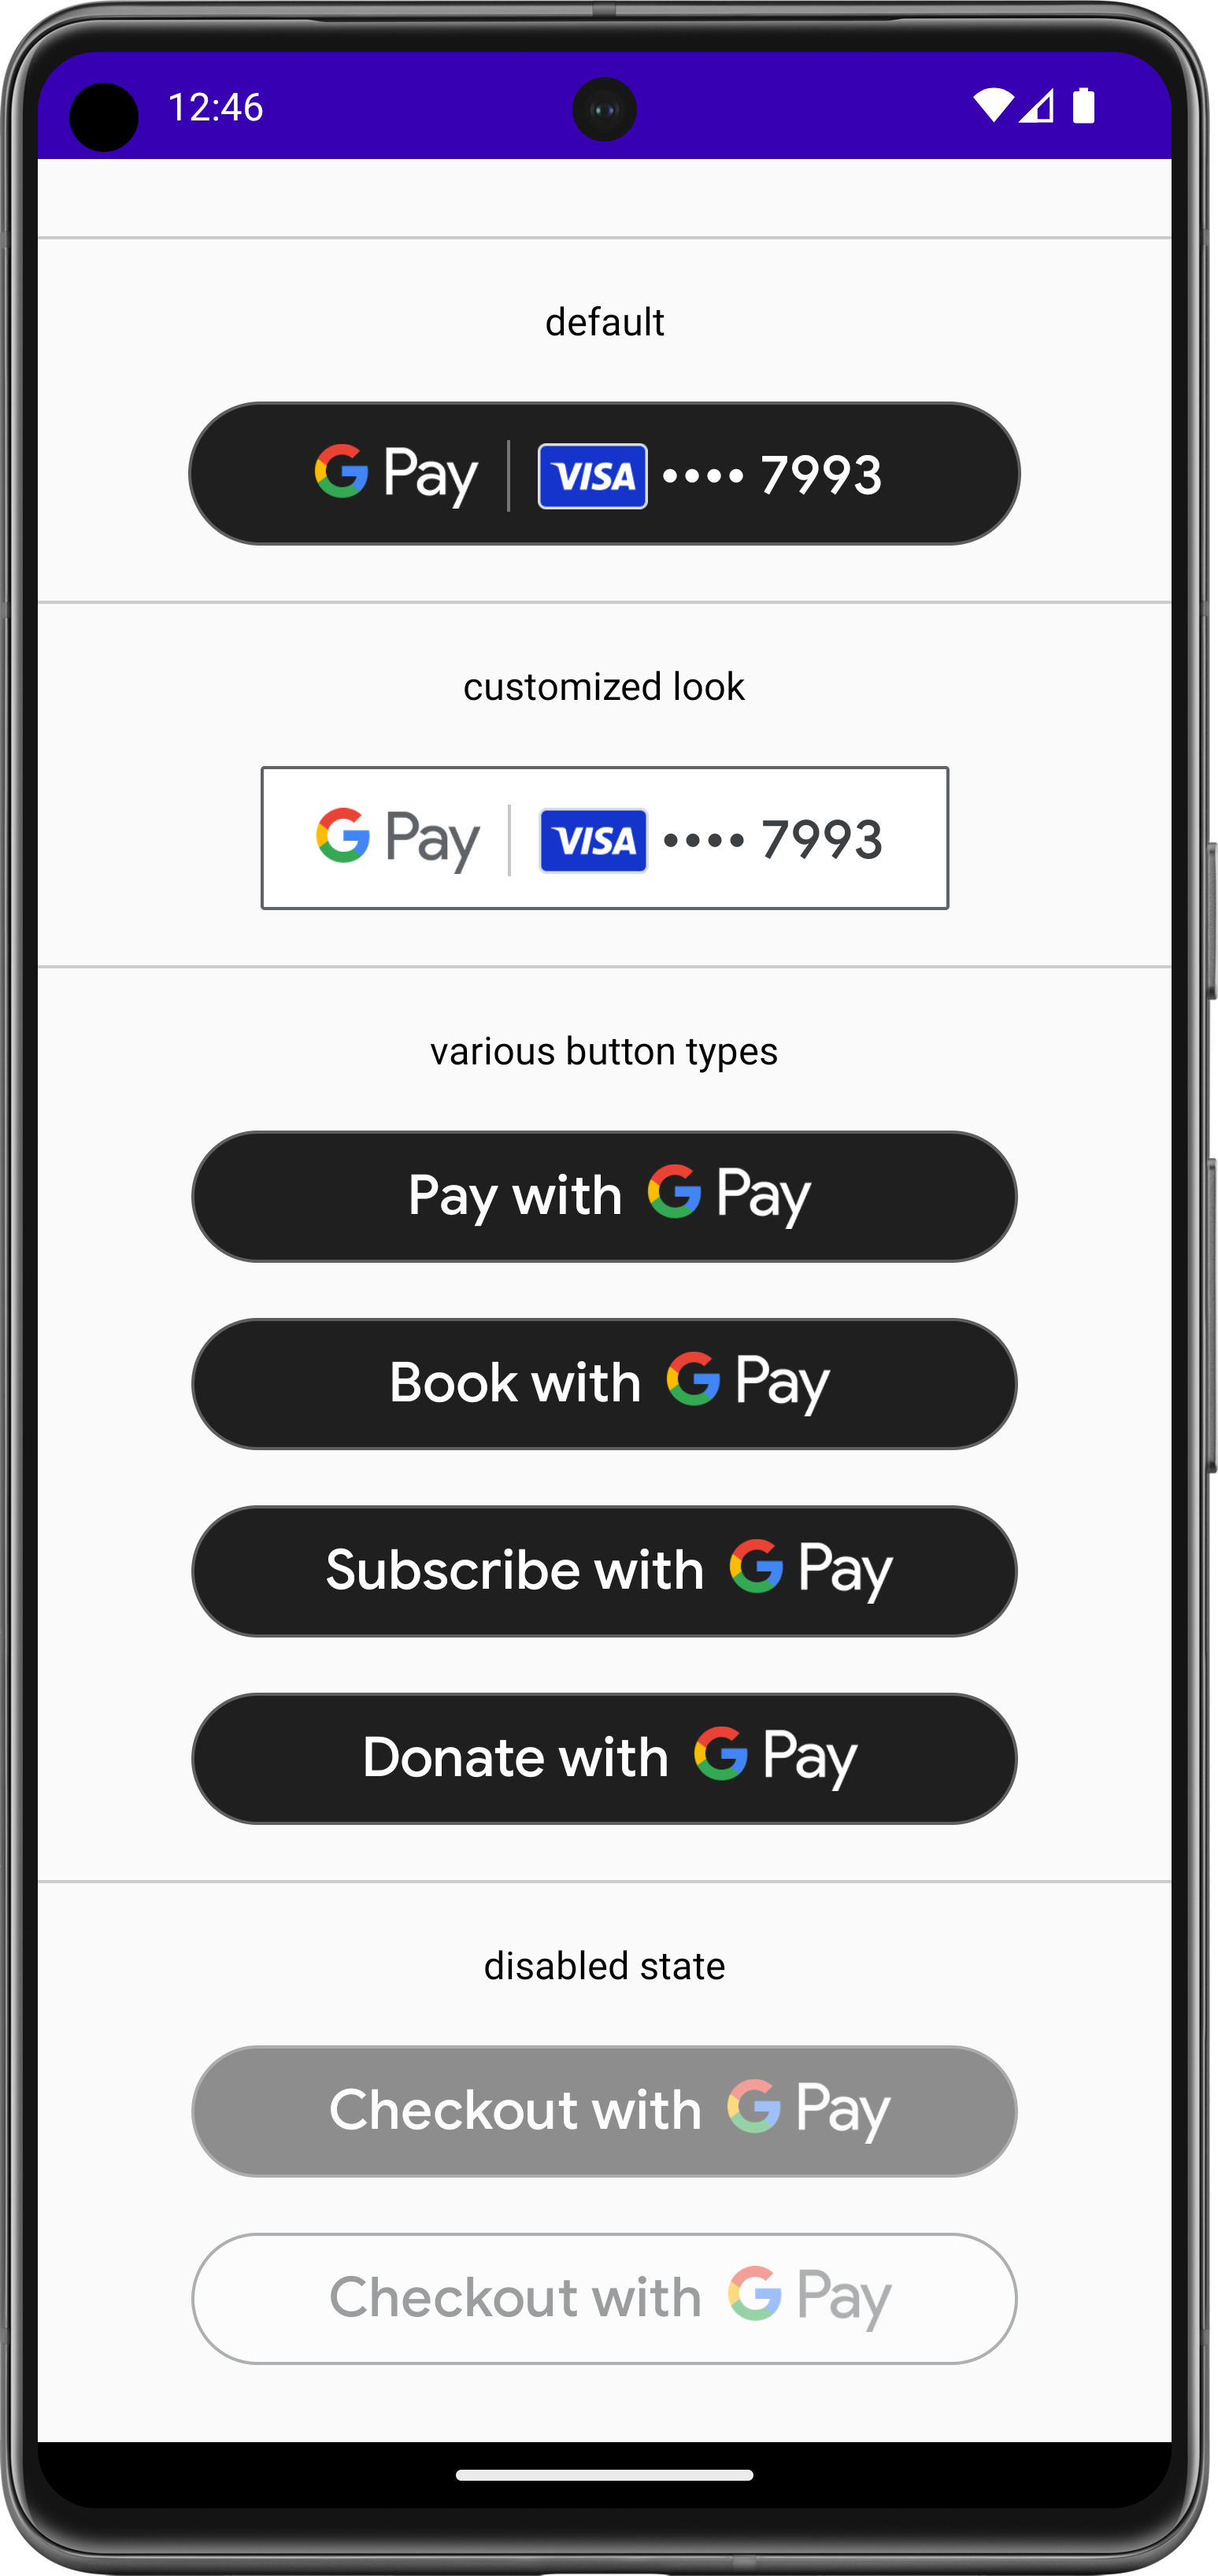 12:46
default
G Pay | VISA •••• 7993
customized look
G Pay | VISA •••• 7993
various button types
Pay with G Pay
Book with G Pay
Subscribe with G Pay
Donate with G Pay
disabled state
Checkout with G Pay
Checkout with G Pay